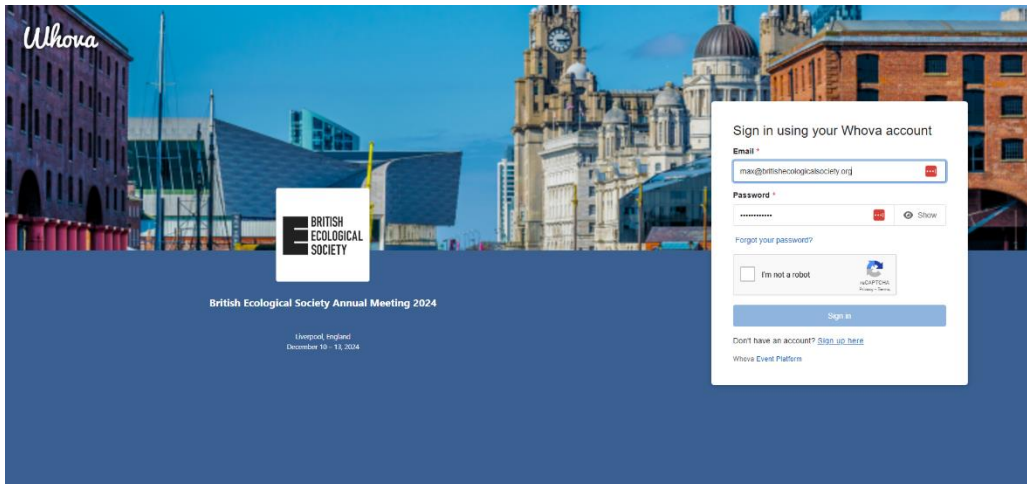 Whova
BRITISH
ECOLOGICAL
SOCIETY
British Ecological Society Annual Meeting 2024
Liverpool, England
December 10 - 13, 2024
Sign in using your Whova account
Email *
max@britishecologicalsociety.org
Password *
Show
Forgot your password?
I'm not a robot
reCAPTCHA
Privacy - Terms
Sign in
Don't have an account? Sign up here
Whova Event Platform